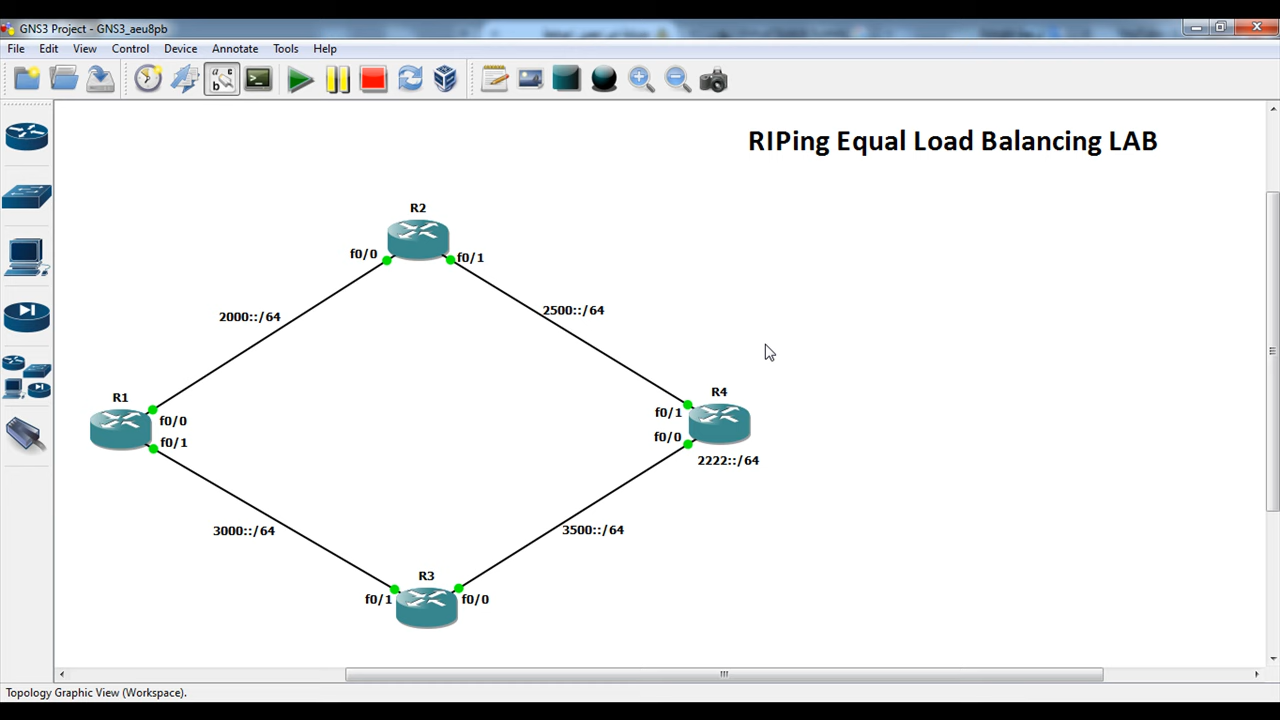 GNS3 Project - GNS3_aeu8pb
File Edit View Control Device Annotate Tools Help
RIPing Equal Load Balancing LAB
R2
f0/0
f0/1
2000::/64
2500::/64
R1
f0/0
f0/1
R4
f0/1
f0/0
2222::/64
3000::/64
3500::/64
R3
f0/1
f0/0
Topology Graphic View (Workspace).